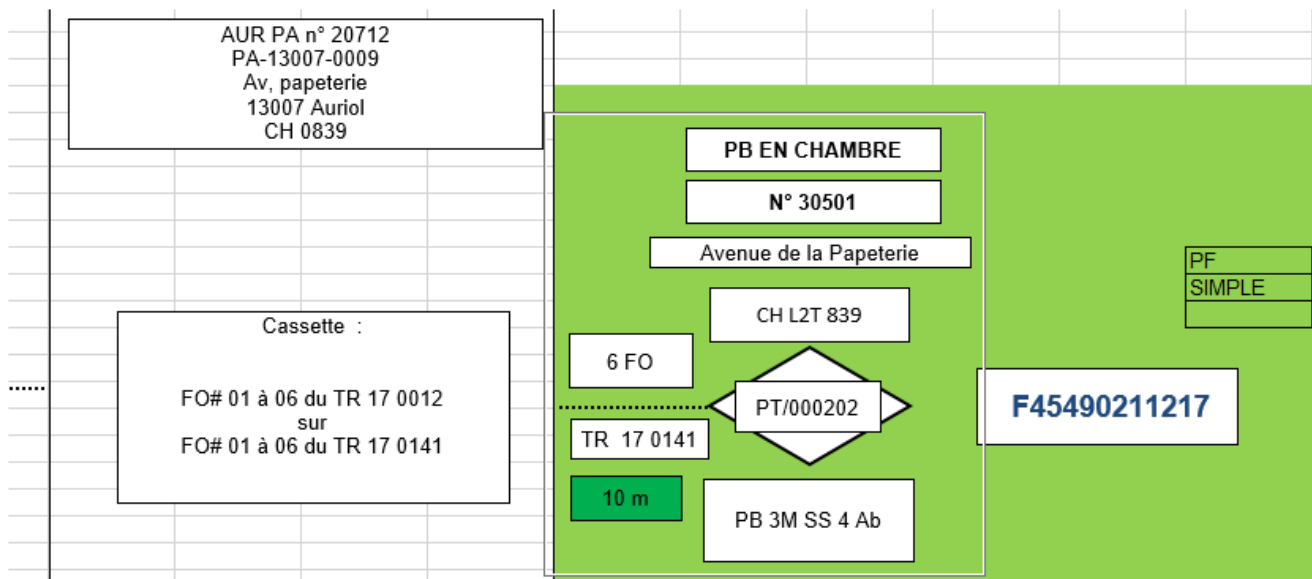 AUR PA n° 20712
PA-13007-0009
Av, papeterie
13007 Auriol
CH 0839
PB EN CHAMBRE
N° 30501
Avenue de la Papeterie
PF
SIMPLE
CH L2T 839
Cassette :
FO# 01 à 06 du TR 17 0012
sur
FO# 01 à 06 du TR 17 0141
6 FO
PT/000202
F45490211217
TR 17 0141
10 m
PB 3M SS 4 Ab